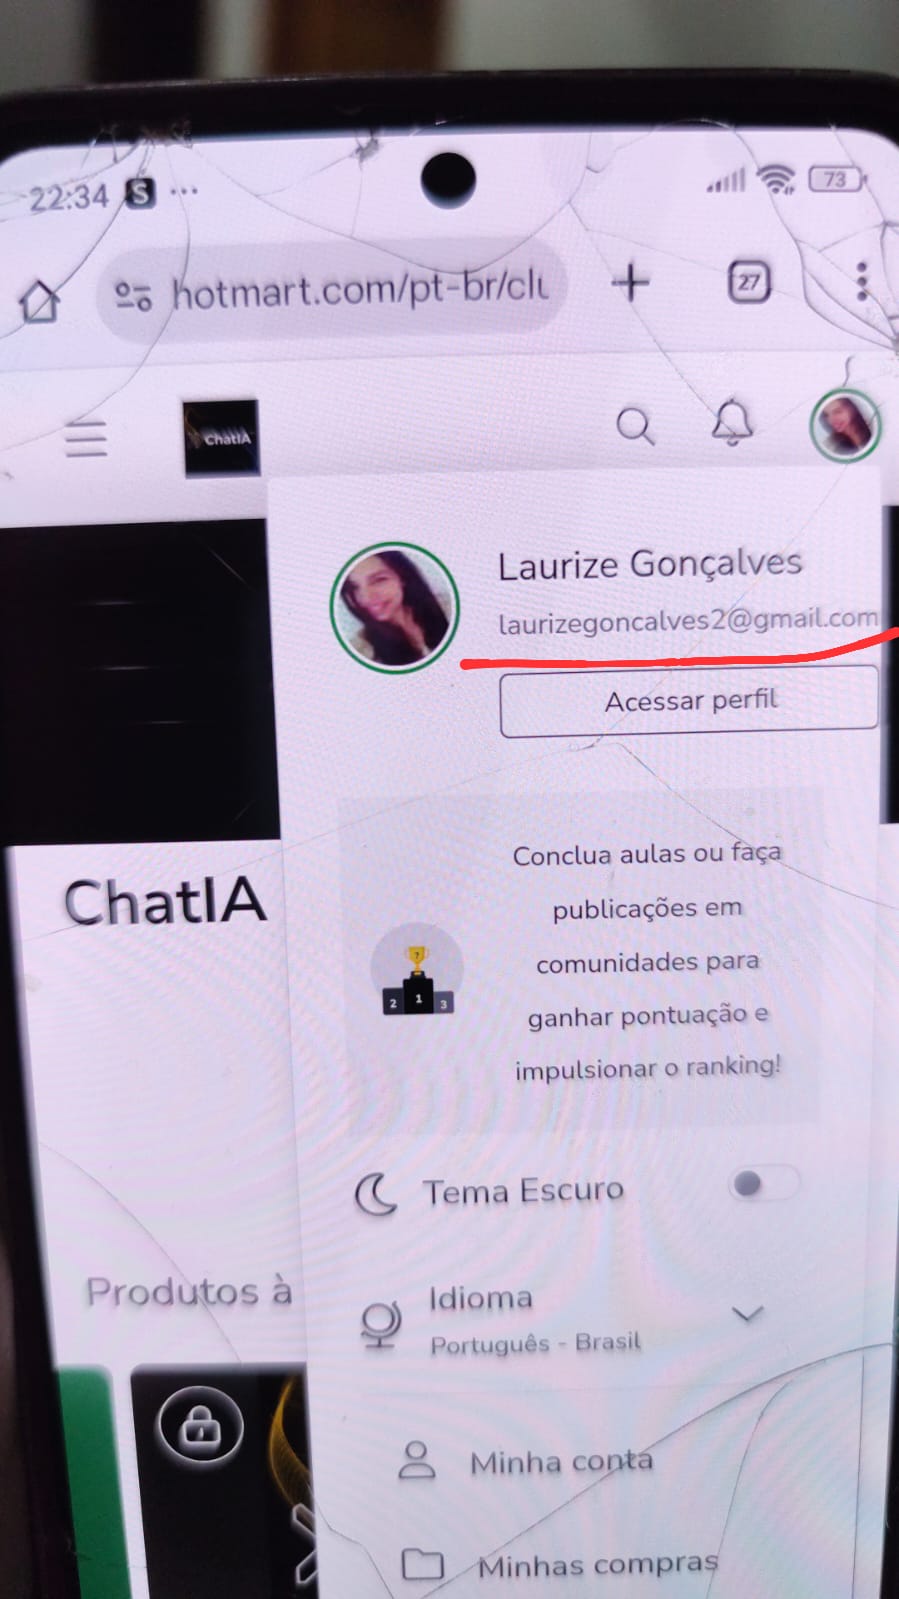 22:34 S ... 73
hotmart.com/pt-br/clu
27
ChatIA
Laurize Gonçalves
laurizegoncalves2@gmail.com
Acessar perfil
Conclua aulas ou faça
publicações em
comunidades para
ganhar pontuação e
impulsionar o ranking!
2 1 3
ChatIA
Tema Escuro
Produtos à
Idioma
Português - Brasil
Minha conta
Minhas compras